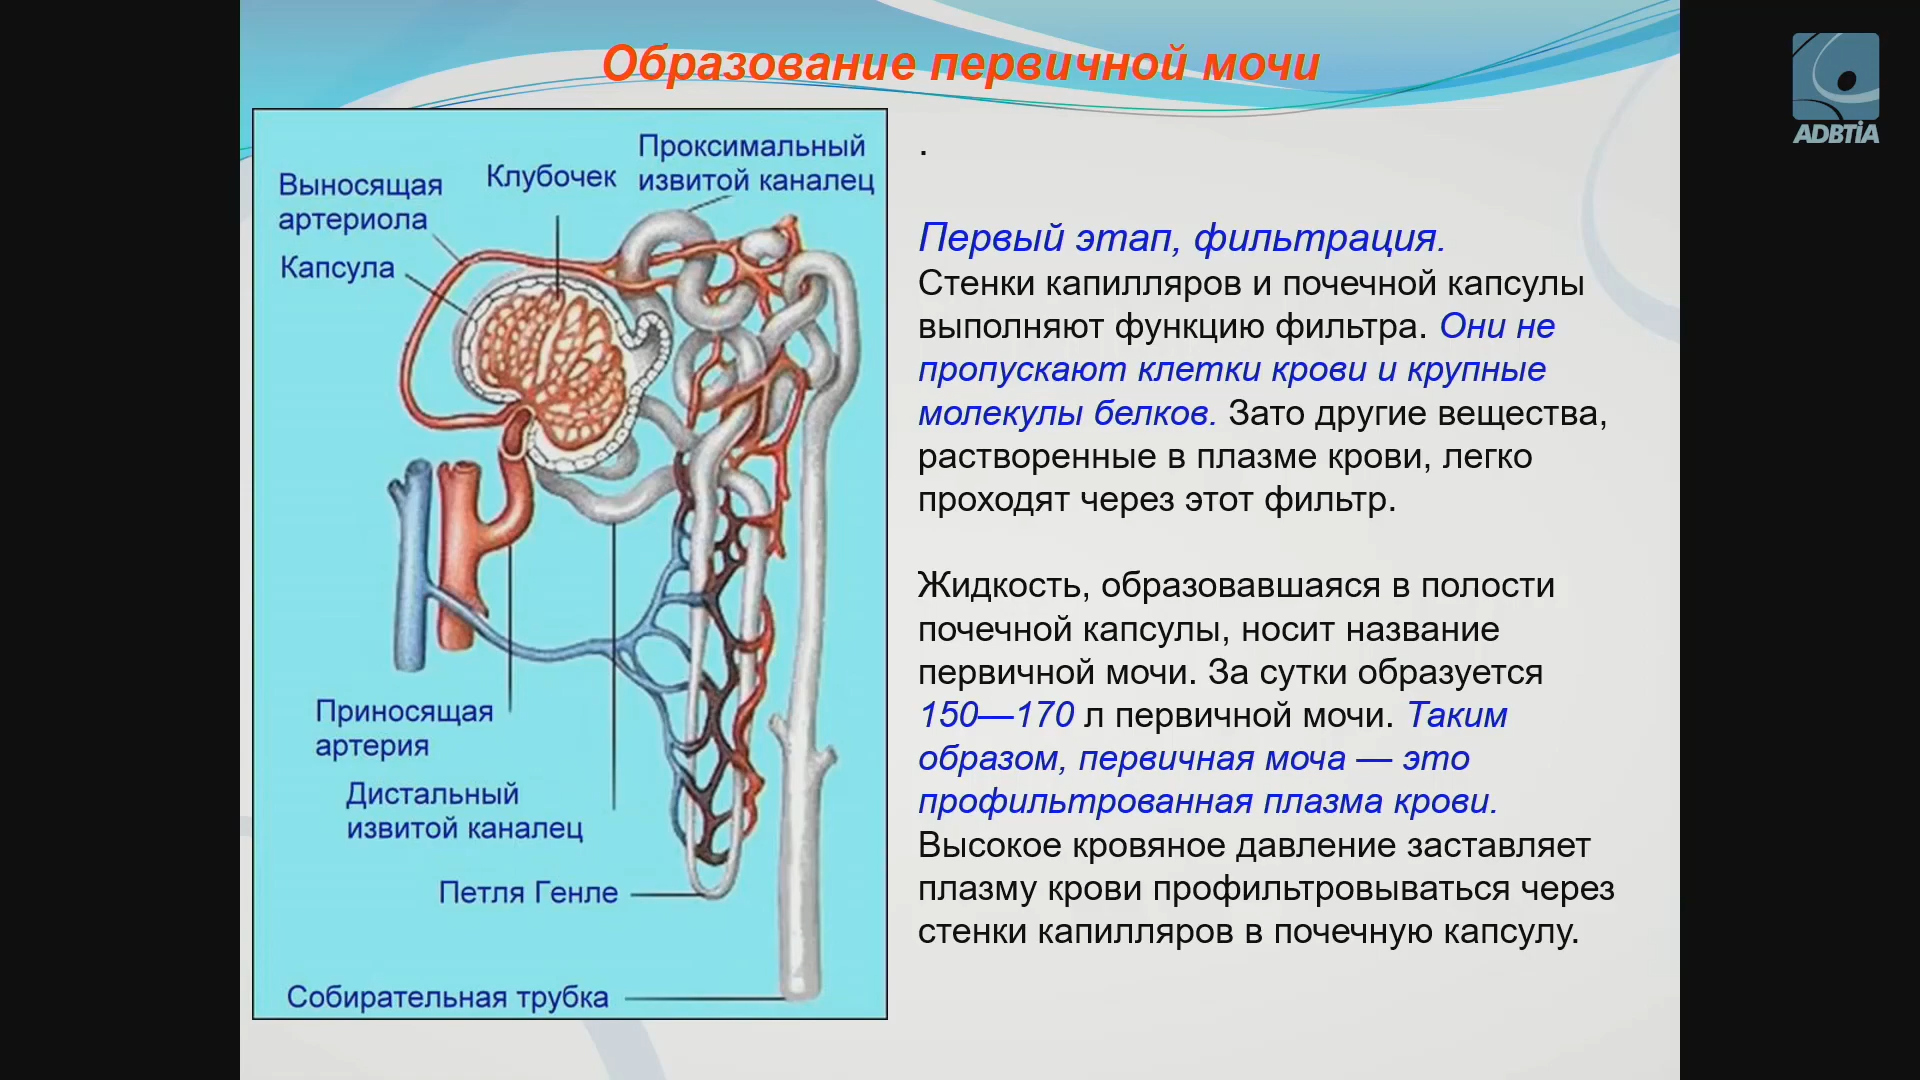 Образование первичной мочи
ADBTİA
Проксимальный
извитой каналец
Клубочек
Выносящая
артериола
Капсула
Приносящая
артерия
Дистальный
извитой каналец
Петля Генле
Собирательная трубка
.
Первый этап, фильтрация.
Стенки капилляров и почечной капсулы
выполняют функцию фильтра. Они не
пропускают клетки крови и крупные
молекулы белков. Зато другие вещества,
растворенные в плазме крови, легко
проходят через этот фильтр.
Жидкость, образовавшаяся в полости
почечной капсулы, носит название
первичной мочи. За сутки образуется
150—170 л первичной мочи. Таким
образом, первичная моча — это
профильтрованная плазма крови.
Высокое кровяное давление заставляет
плазму крови профильтровываться через
стенки капилляров в почечную капсулу.